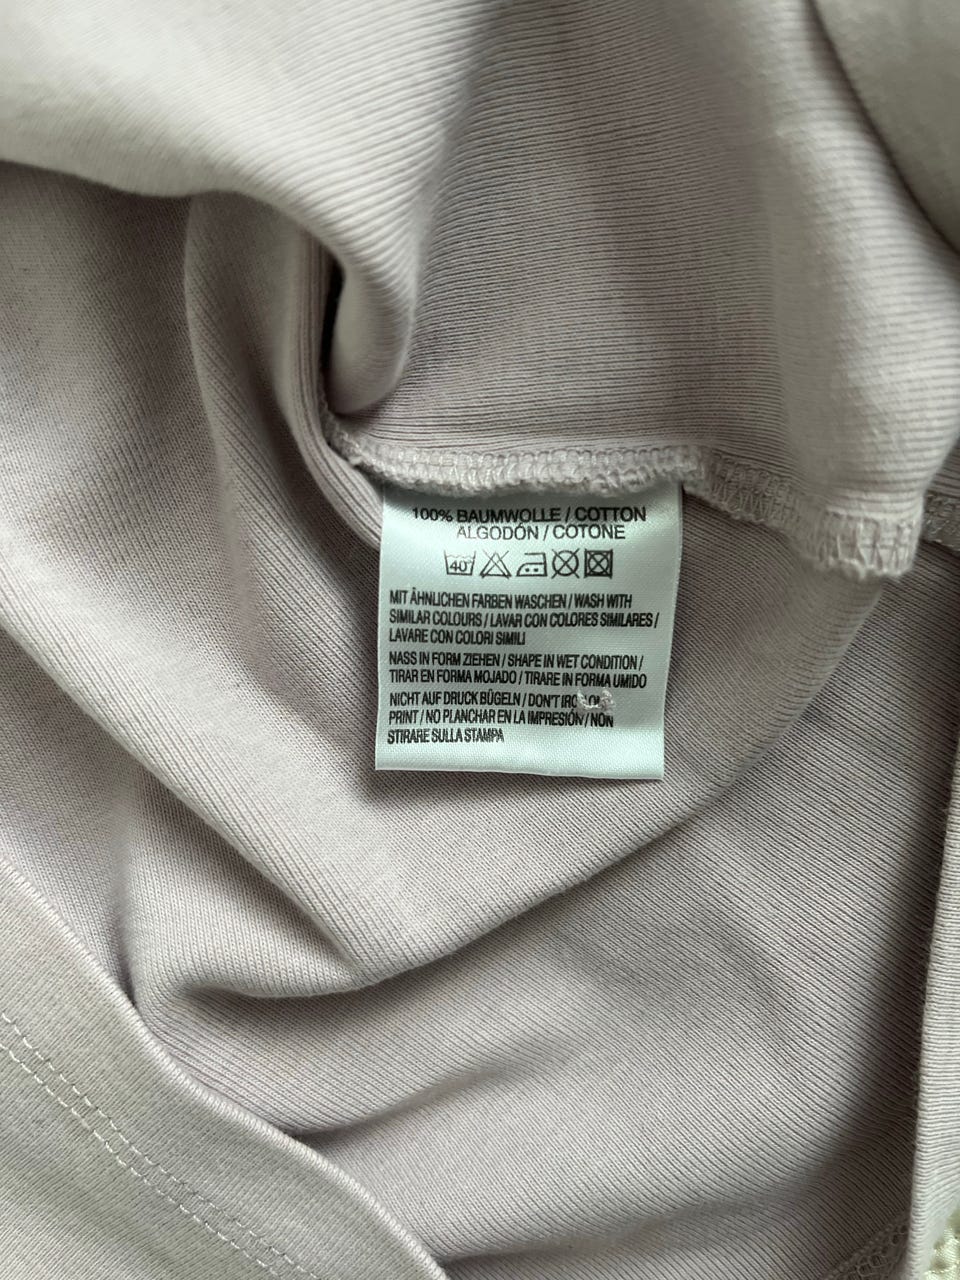 100% BAUMWOLLE / COTTON
ALGODÓN / COTONE
40
MIT ÄHNLICHEN FARBEN WASCHEN / WASH WITH
SIMILAR COLOURS / LAVAR CON COLORES SIMILARES /
LAVARE CON COLORI SIMILI
NASS IN FORM ZIEHEN / SHAPE IN WET CONDITION /
TIRAR EN FORMA MOJADO / TIRARE IN FORMA UMIDO
NICHT AUF DRUCK BÜGELN / DON'T
PRINT / NO PLANCHAR EN LA IMPRESIÓN / NON
STIRARE SULLA STAMPA